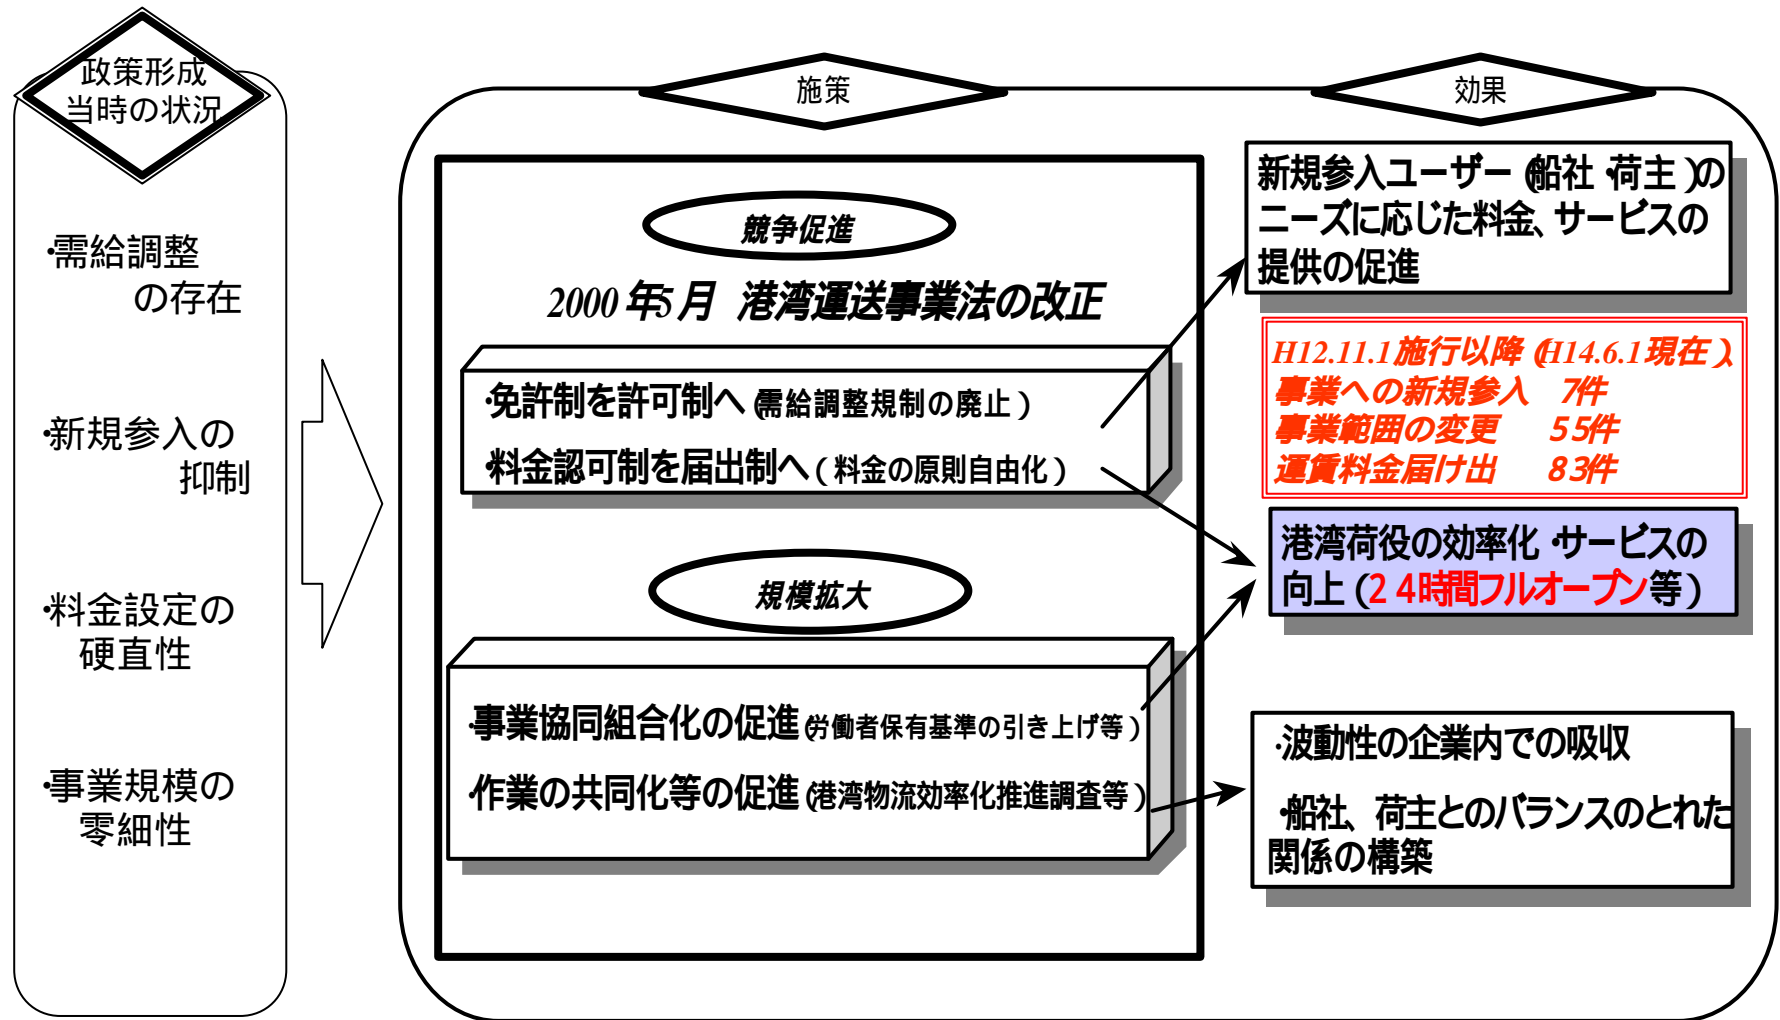 政策形成
当時の状況
・需給調整
の存在
・新規参入の
抑制
・料金設定の
硬直性
・事業規模の
零細性
施策
競争促進
2000年5月 港湾運送事業法の改正
・免許制を許可制へ(需給調整規制の廃止)
・料金認可制を届出制へ(料金の原則自由化)
規模拡大
・事業協同組合化の促進(労働者保有基準の引き上げ等)
・作業の共同化等の促進(港湾物流効率化推進調査等)
効果
新規参入ユーザー(船社・荷主)の
ニーズに応じた料金、サービスの
提供の促進
H12.11.1施行以降(H14.6.1現在)
事業への新規参入 7件
事業範囲の変更 55件
運賃料金届け出 83件
港湾荷役の効率化・サービスの
向上(24時間フルオープン等)
・波動性の企業内での吸収
・船社、荷主とのバランスのとれた
関係の構築